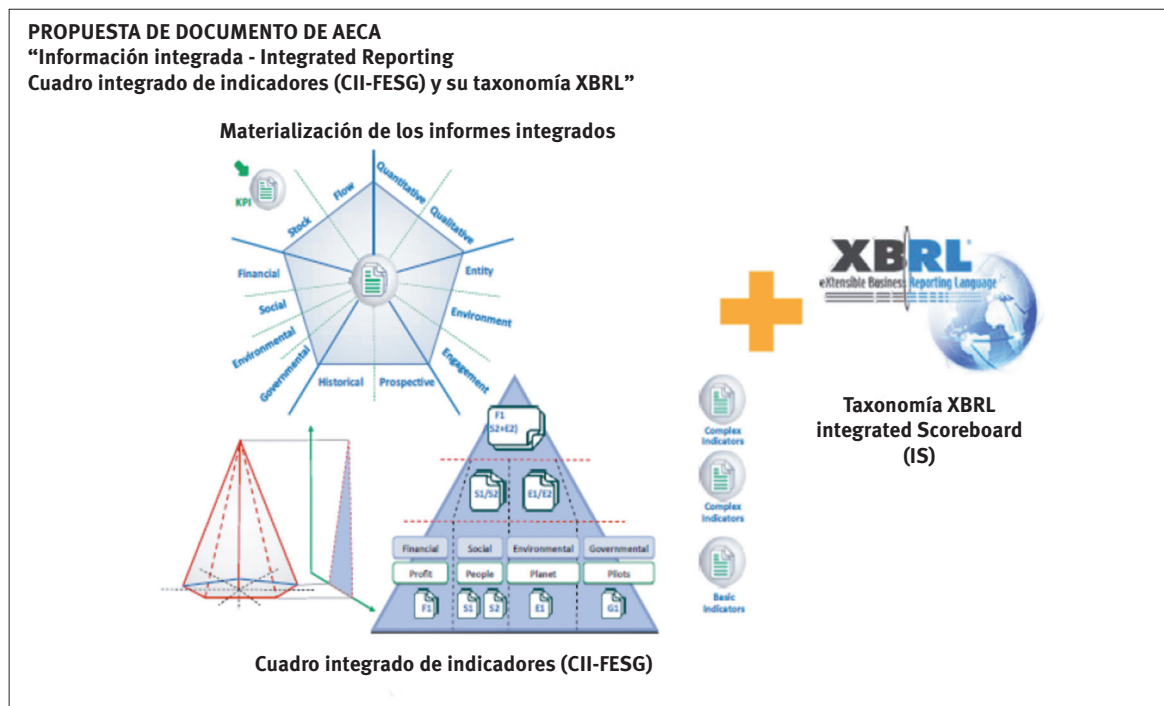 PROPUESTA DE DOCUMENTO DE AECA
“Información integrada - Integrated Reporting
Cuadro integrado de indicadores (CII-FESG) y su taxonomía XBRL”
Materialización de los informes integrados
KPI
Stock
Flow
Quantitative
Qualitative
Financial
Social
Environmental
Governmental
Entity
Environment
Engagement
Historical
Prospective
XBRL
eXtensible Business Reporting Language
Taxonomía XBRL
integrated Scoreboard
(IS)
F1
S2+E2)
S1/S2
E1/E2
Financial
Social
Environmental
Governmental
Profit
People
Planet
Pilots
F1
S1
S2
E1
G1
Complex
Indicators
Complex
Indicators
Basic
Indicators
Cuadro integrado de indicadores (CII-FESG)